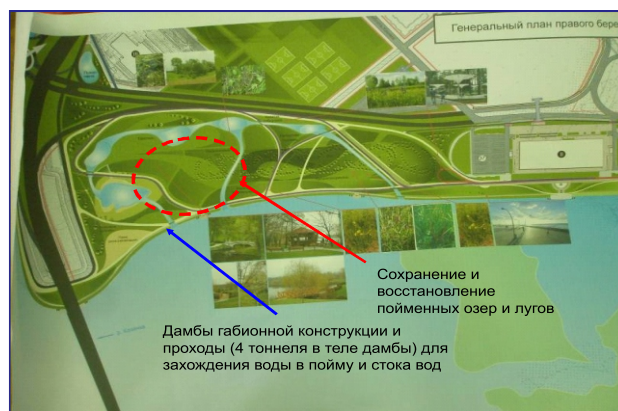 Генеральный план правого бере
Сохранение и
восстановление
пойменных озер и лугов
Дамбы габионной конструкции и
проходы (4 тоннеля в теле дамбы) для
захождения воды в пойму и стока вод